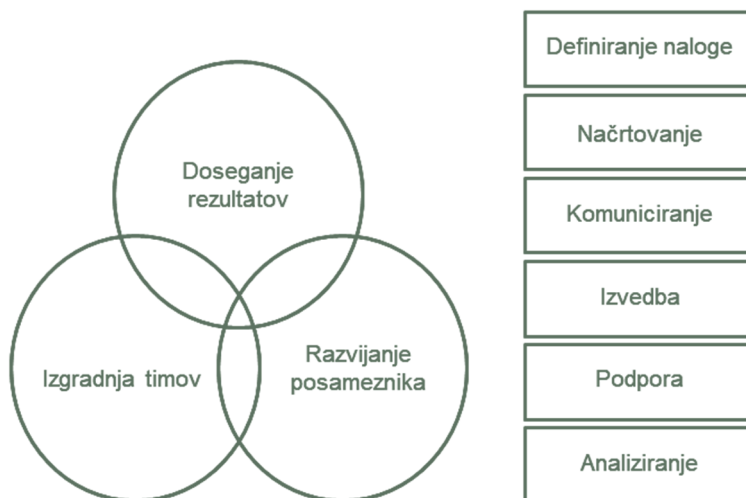 Doseganje
rezultatov
Izgradnja timov
Razvijanje
posameznika
Definiranje naloge
Načrtovanje
Komuniciranje
Izvedba
Podpora
Analiziranje